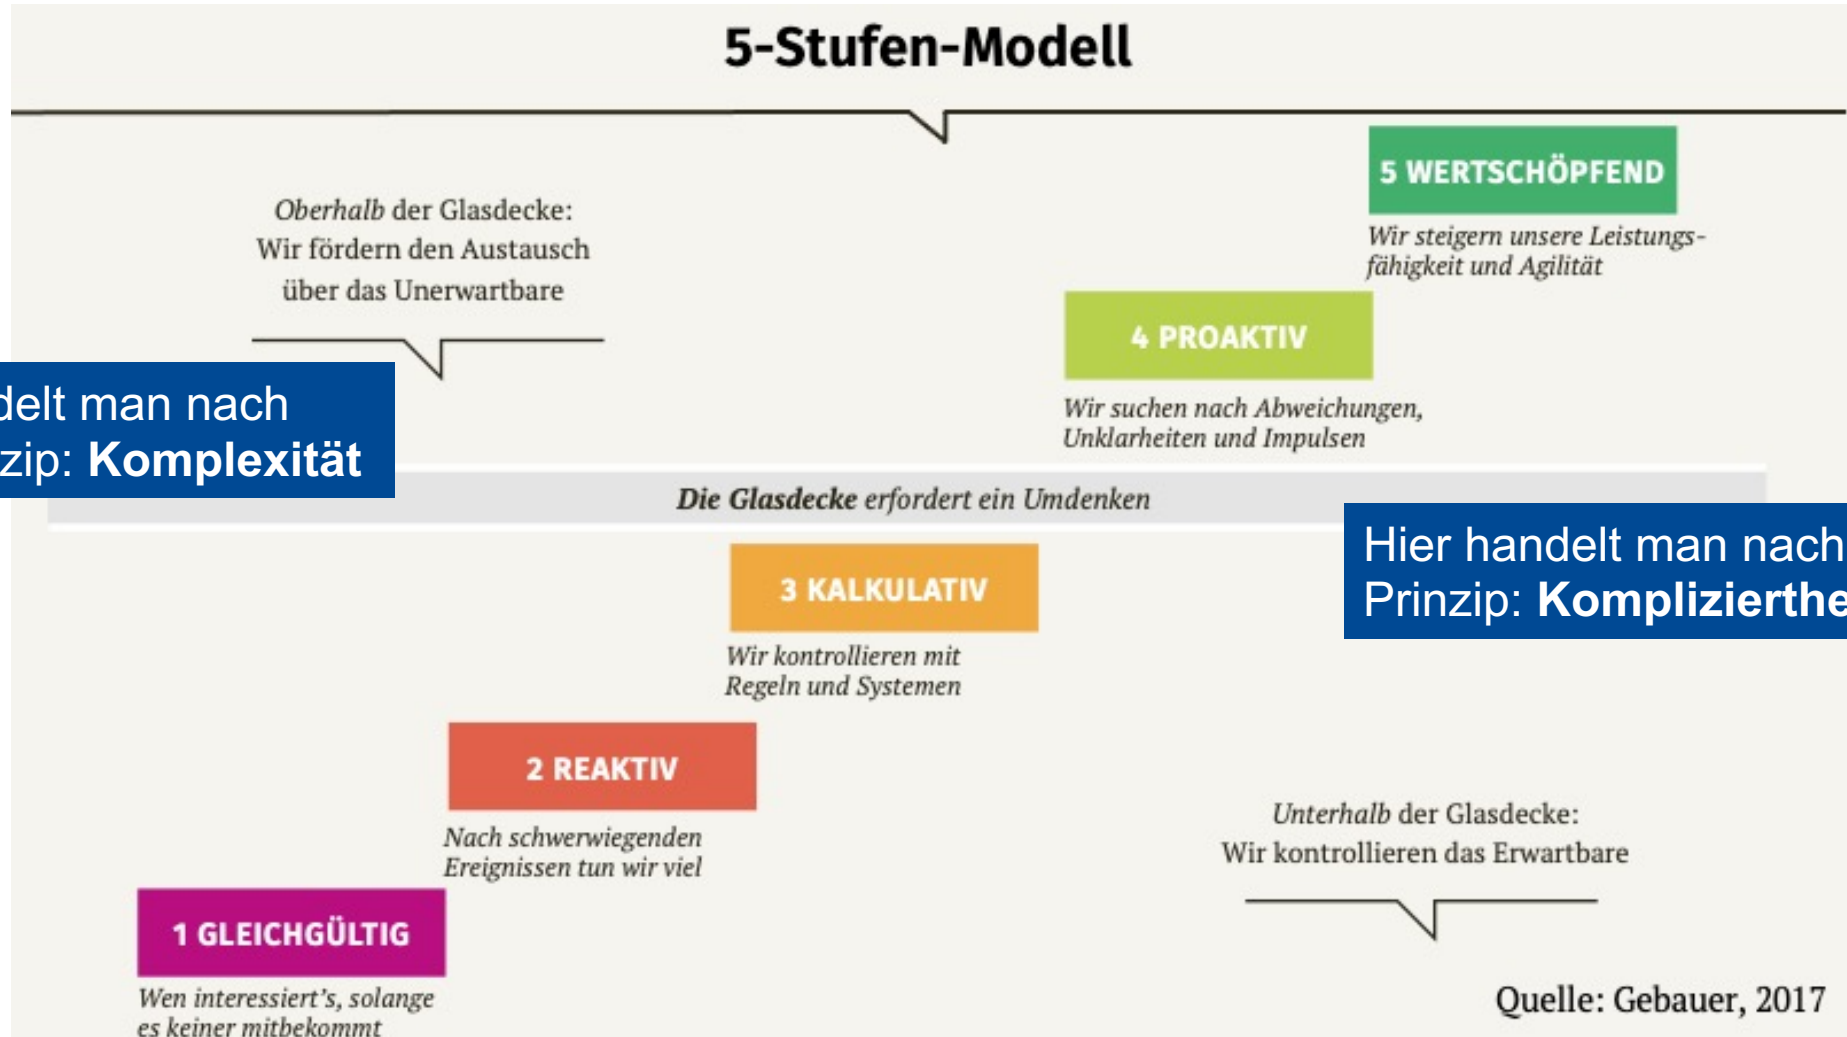 5-Stufen-Modell
5 WERTSCHÖPFEND
Wir steigern unsere Leistungs-
fähigkeit und Agilität
Oberhalb der Glasdecke:
Wir fördern den Austausch
über das Unerwartbare
4 PROAKTIV
Wir suchen nach Abweichungen,
Unklarheiten und Impulsen
delt man nach
zip: Komplexität
Die Glasdecke erfordert ein Umdenken
Hier handelt man nach
Prinzip: Komplizierthe
3 KALKULATIV
Wir kontrollieren mit
Regeln und Systemen
2 REAKTIV
Nach schwerwiegenden
Ereignissen tun wir viel
Unterhalb der Glasdecke:
Wir kontrollieren das Erwartbare
1 GLEICHGÜLTIG
Wen interessiert's, solange
es keiner mitbekommt
Quelle: Gebauer, 2017